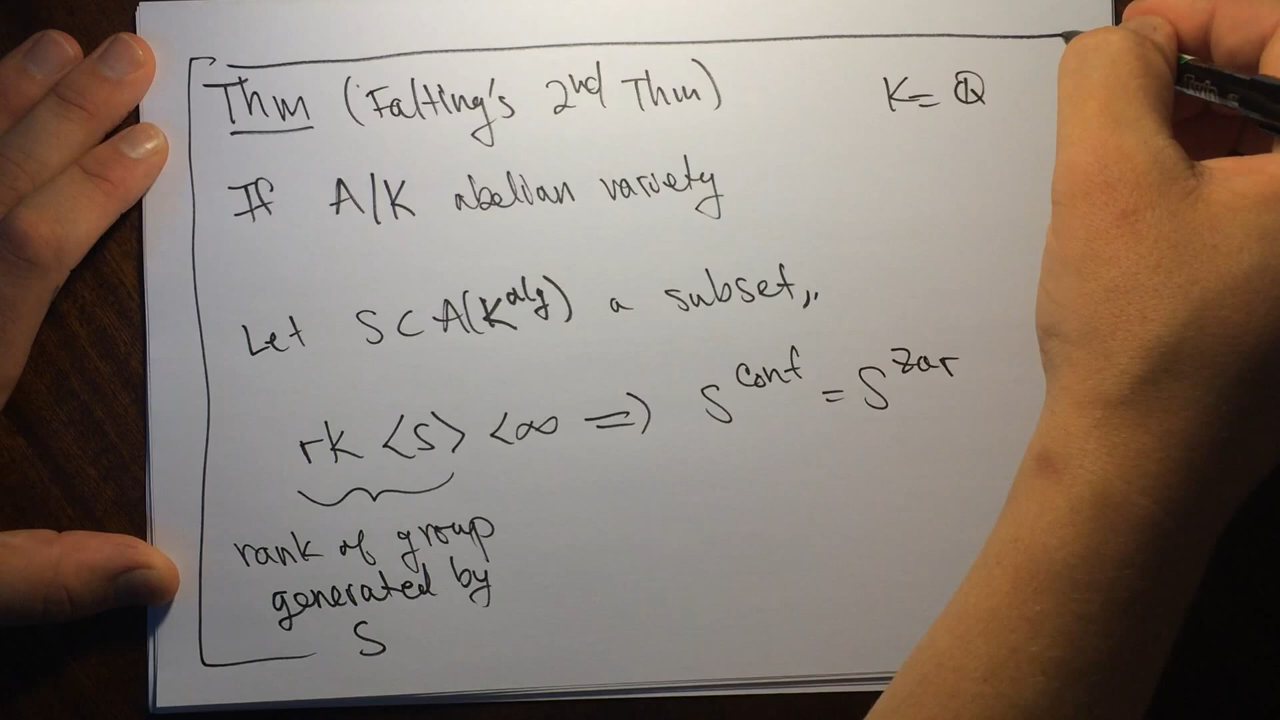 Thm (Falting's 2nd Thm) K = ℚ
If A/K abelian variety
Let S ⊂ A(K^alg) a subset,
rk <S> < ∞ => S^conf = S^zar
rank of group
generated by
S